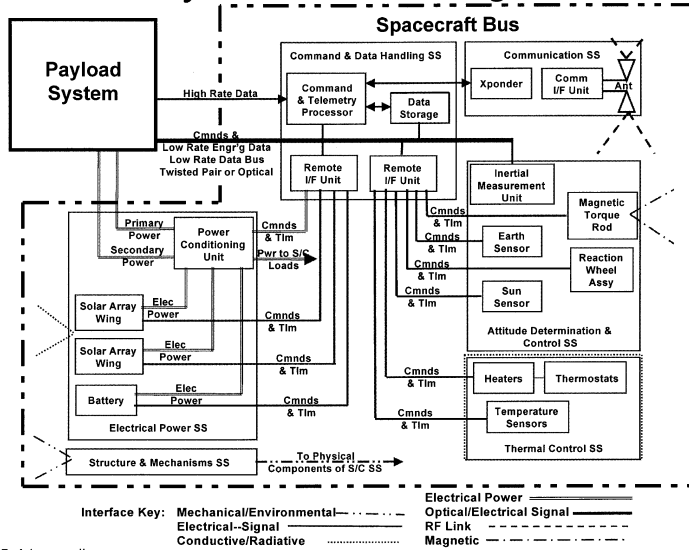 Spacecraft Bus
Payload
System
Command & Data Handling SS
Communication SS
Command
& Telemetry
Processor
Data
Storage
Xponder
Comm
I/F Unit
Ant
High Rate Data
Cmnds &
Low Rate Engr'g Data
Low Rate Data Bus
Twisted Pair or Optical
Remote
I/F Unit
Remote
I/F Unit
Inertial
Measurement
Unit
Magnetic
Torque
Rod
Earth
Sensor
Reaction
Wheel
Assy
Sun
Sensor
Attitude Determination &
Control SS
Cmnds
& Tlm
Cmnds
& Tlm
Cmnds
& Tlm
Cmnds
& Tlm
Primary
Power
Secondary
Power
Power
Conditioning
Unit
Cmnds
& Tlm
Pwr to S/C
Loads
Solar Array
Wing
Elec
Power
Cmnds
& Tlm
Solar Array
Wing
Elec
Power
Cmnds
& Tlm
Battery
Elec
Power
Cmnds
& Tlm
Electrical Power SS
Cmnds
& Tlm
Heaters
Thermostats
Cmnds
& Tlm
Temperature
Sensors
Thermal Control SS
Structure & Mechanisms SS
To Physical
Components of S/C SS
Interface Key:
Mechanical/Environmental
Electrical--Signal
Conductive/Radiative
Electrical Power
Optical/Electrical Signal
RF Link
Magnetic